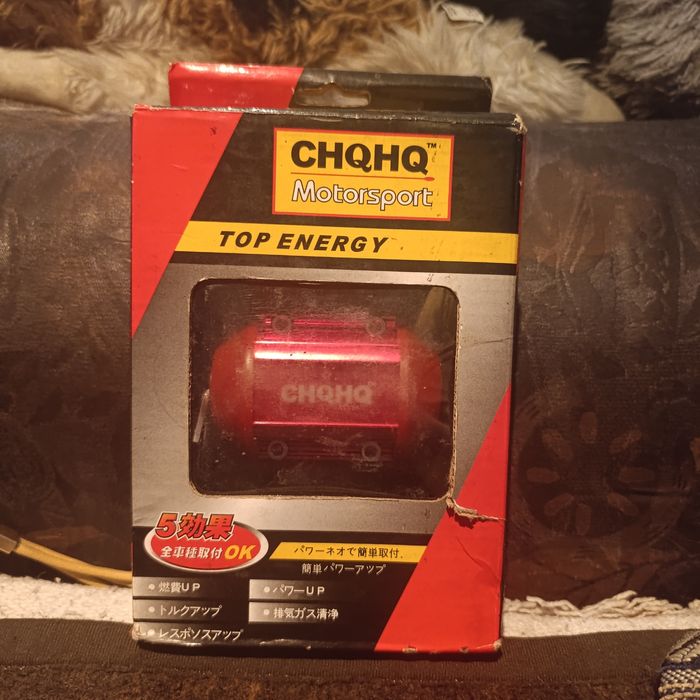 CHQHQ™
Motorsport
TOP ENERGY
CHQHQ
5効果
全車種取付OK
パワーネオで簡単取付.
簡単パワーアップ
• 燃費UP
• パワーUP
• トルクアップ
• 排気ガス清浄
• レスポソスアップ